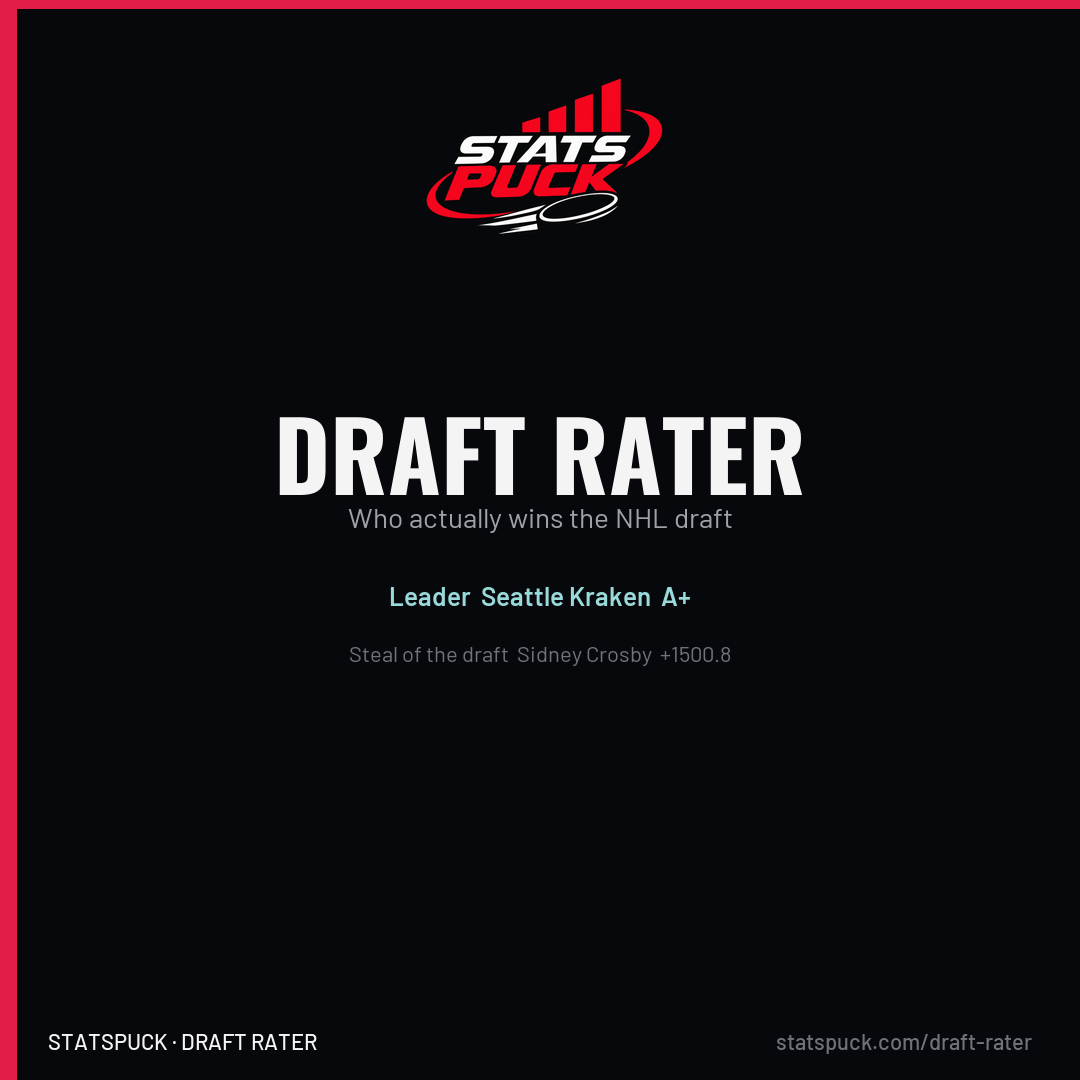 STATS
PUCK
DRAFT RATER
Who actually wins the NHL draft
Leader Seattle Kraken A+
Steal of the draft Sidney Crosby +1500.8
STATSPUCK · DRAFT RATER
statspuck.com/draft-rater